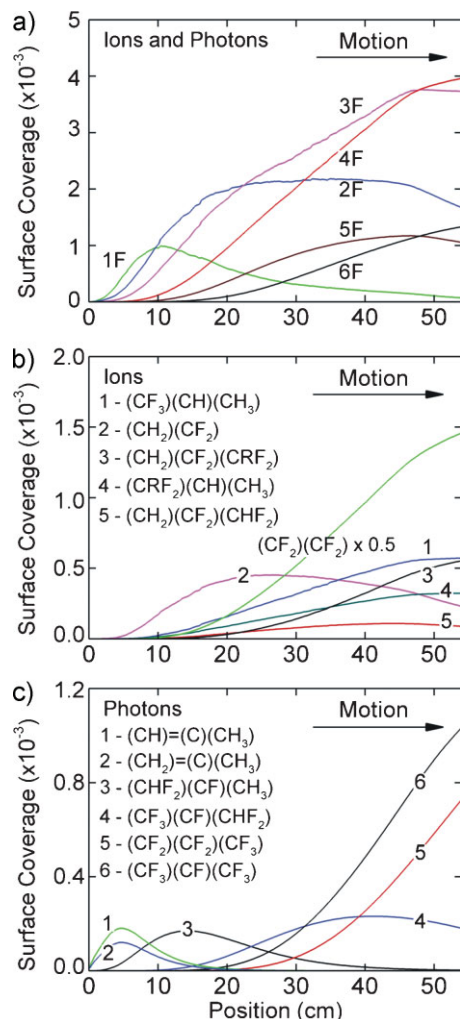 a)
Ions and Photons
Motion
Surface Coverage (x10⁻³)
5
4
3
2
1
0
1F
3F
4F
2F
5F
6F
0 10 20 30 40 50
b)
Ions
Motion
1 - (CF₃)(CH)(CH₃)
2 - (CH₂)(CF₂)
3 - (CH₂)(CF₂)(CRF₂)
4 - (CRF₂)(CH)(CH₃)
5 - (CH₂)(CF₂)(CHF₂)
(CF₂)(CF₂) x 0.5
Surface Coverage (x10⁻³)
2.0
1.5
1.0
0.5
0.0
2
1
3
4
5
0 10 20 30 40 50
c)
Photons
Motion
1 - (CH)=(C)(CH₃)
2 - (CH₂)=(C)(CH₃)
3 - (CHF₂)(CF)(CH₃)
4 - (CF₃)(CF)(CHF₂)
5 - (CF₂)(CF₂)(CF₃)
6 - (CF₃)(CF)(CF₃)
Surface Coverage (x10⁻³)
1.2
0.8
0.4
0.0
1
2
3
6
5
4
0 10 20 30 40 50
Position (cm)